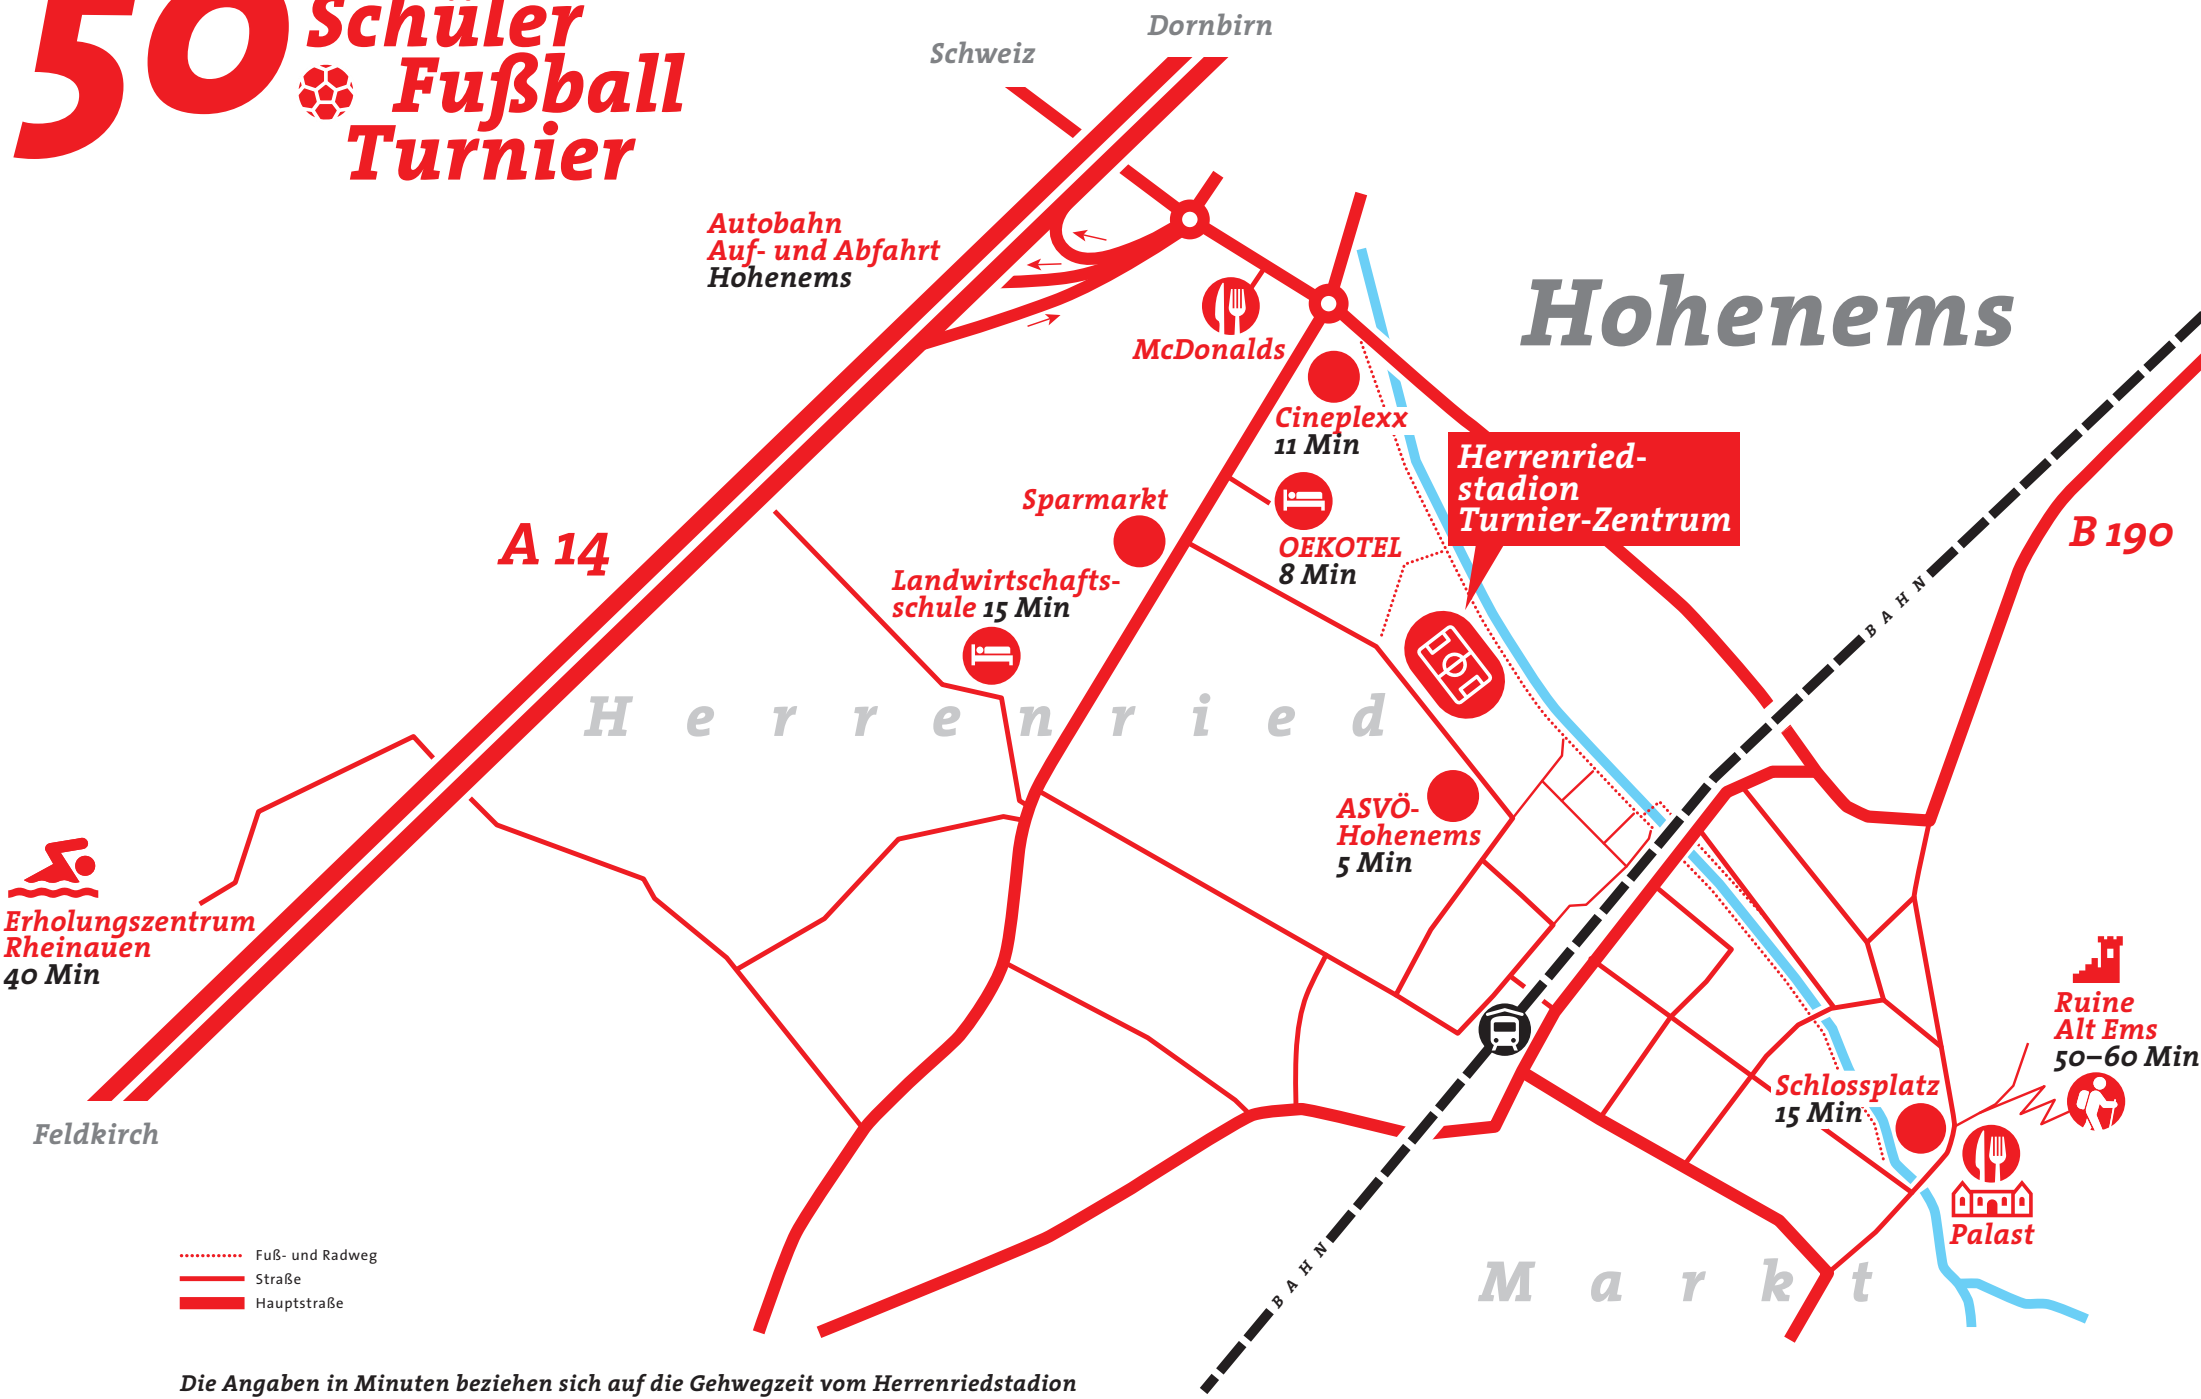 50
Schüler
Fußball
Turnier
Schweiz
Dornbirn
Autobahn
Auf- und Abfahrt
Hohenems
McDonalds
Hohenems
Cineplexx
11 Min
Herrenried-
stadion
Turnier-Zentrum
Sparmarkt
A 14
B 190
OEKOTEL
8 Min
Landwirtschafts-
schule 15 Min
BAHN
Herrenried
ASVÖ-
Hohenems
5 Min
Erholungszentrum
Rheinauen
40 Min
Ruine
Alt Ems
50–60 Min
Schlossplatz
15 Min
Feldkirch
Palast
BAHN
Markt
Fuß- und Radweg
Straße
Hauptstraße
Die Angaben in Minuten beziehen sich auf die Gehwegzeit vom Herrenriedstadion